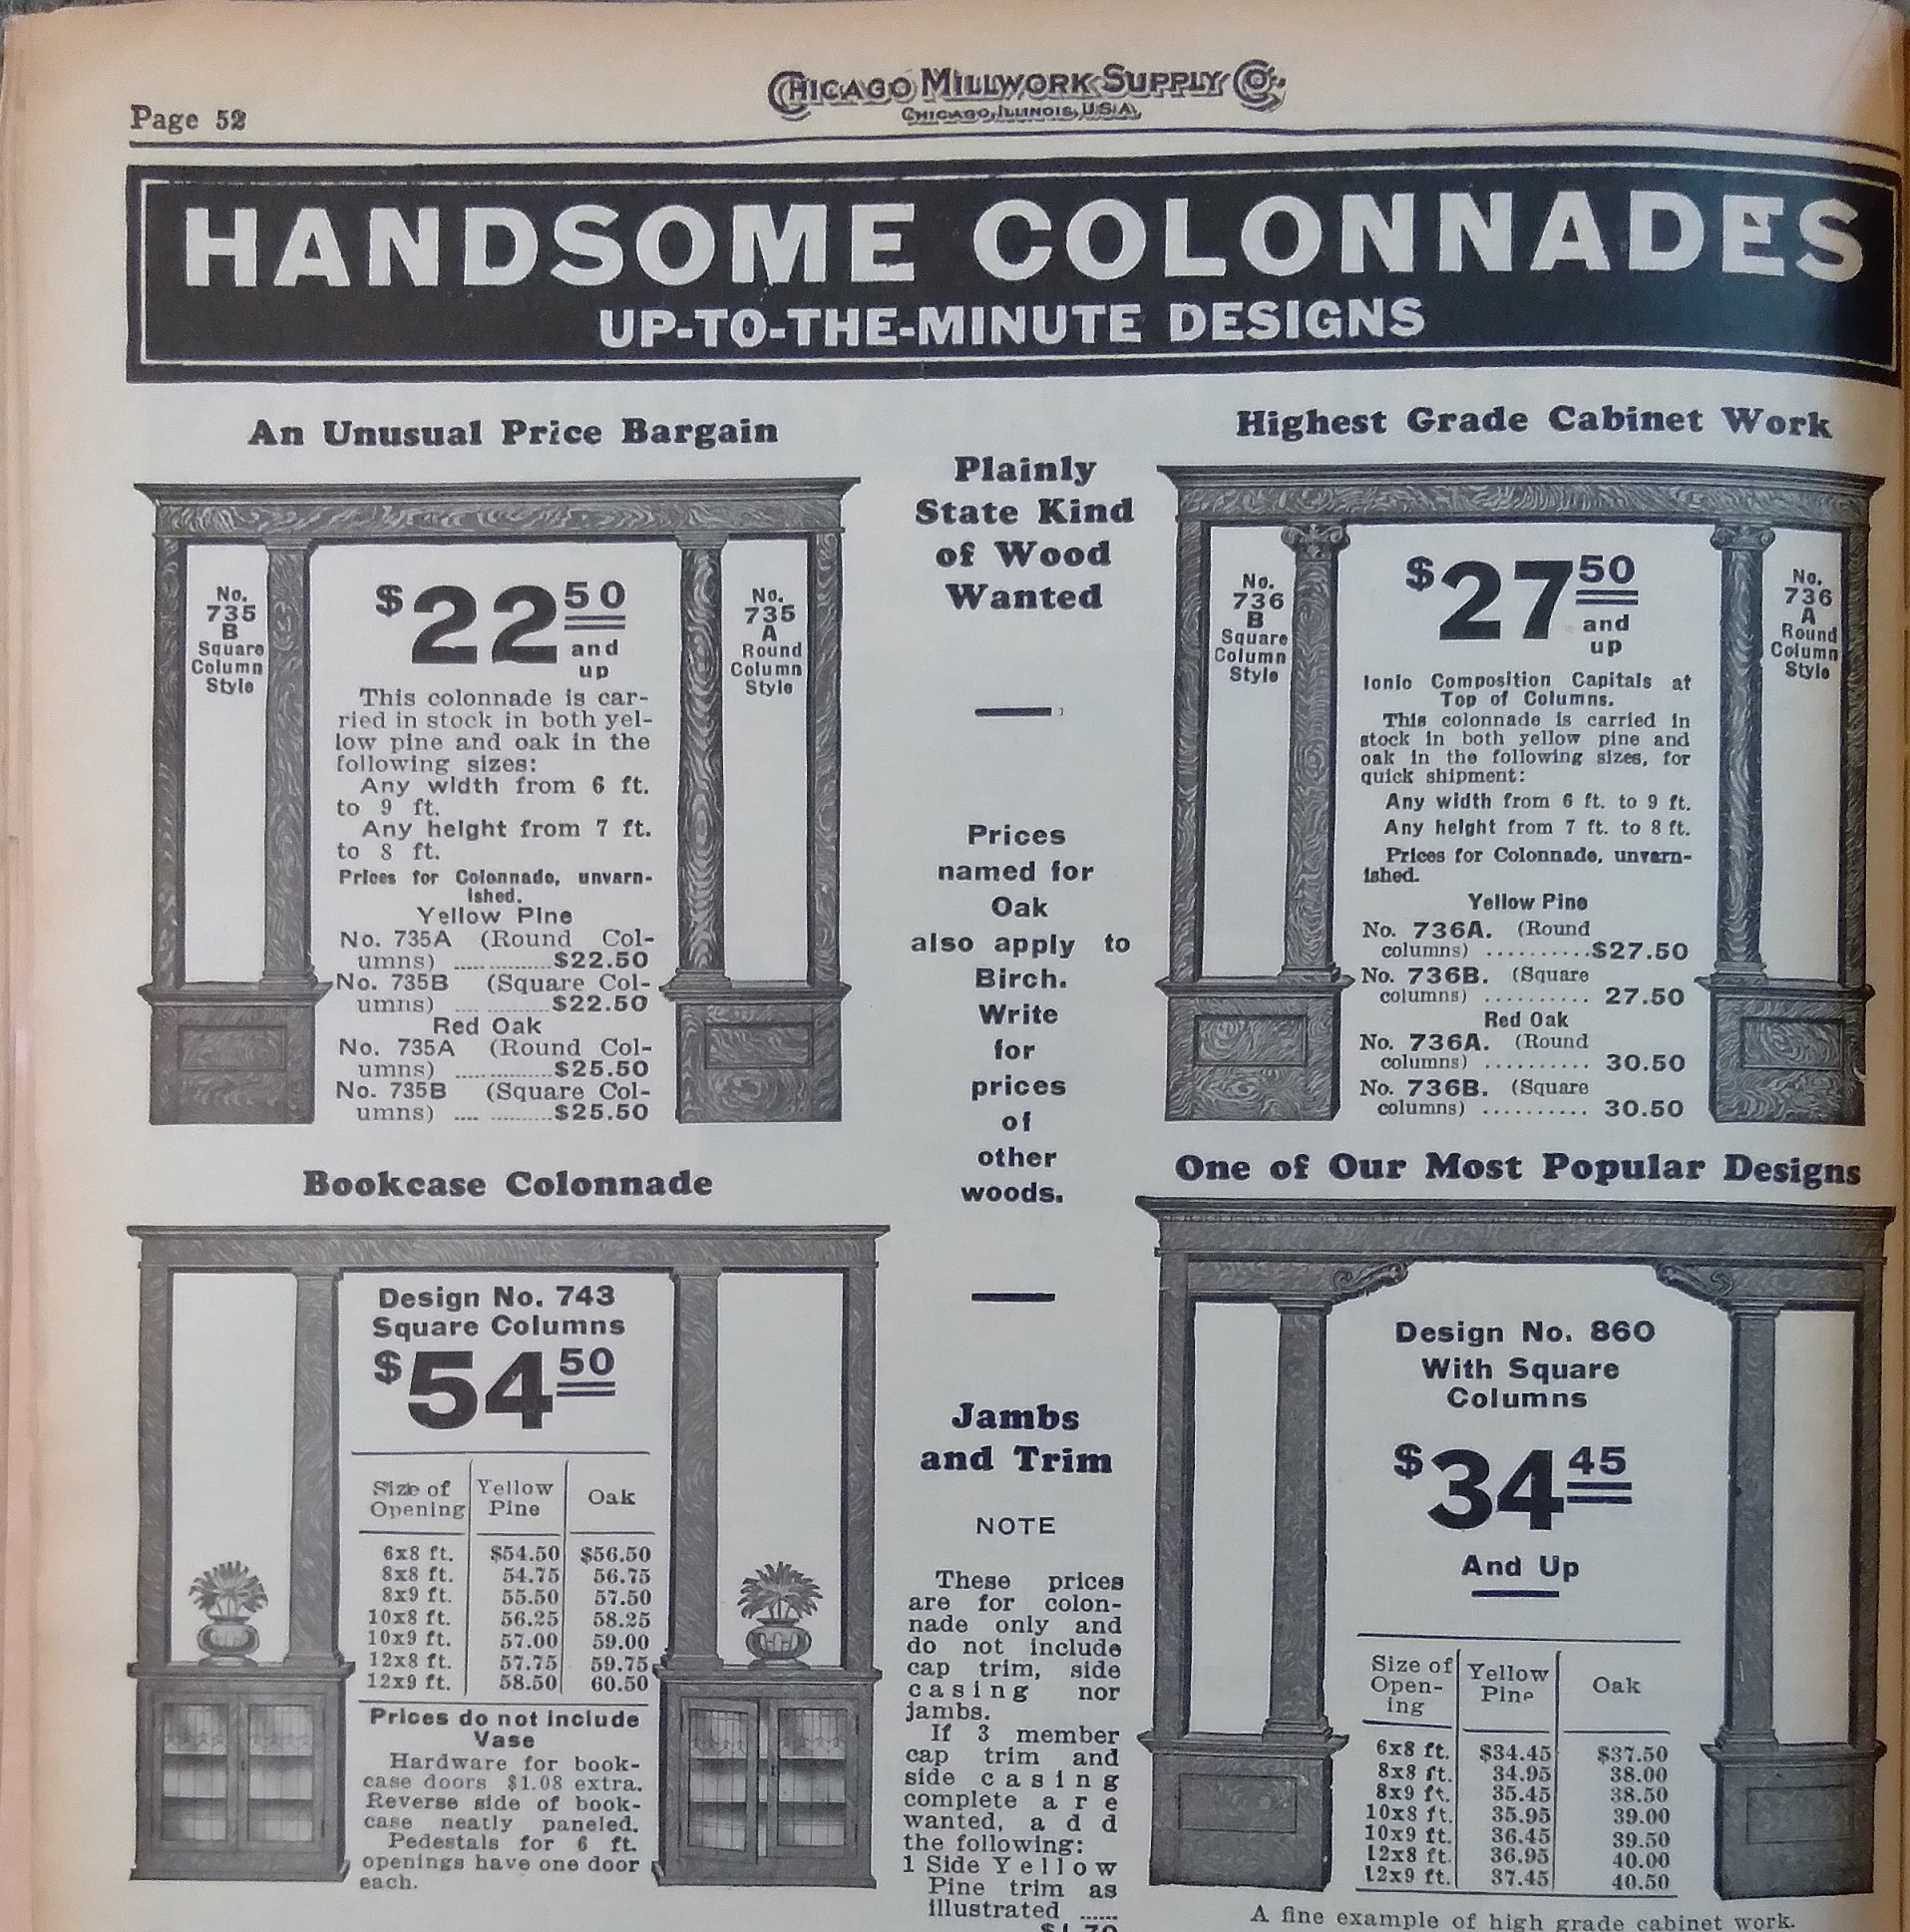 Page 52
CHICAGO MILLWORK SUPPLY CO.
CHICAGO, ILLINOIS, U.S.A.
HANDSOME COLONNADES
UP-TO-THE-MINUTE DESIGNS
An Unusual Price Bargain
No.
735
B
Square
Column
Style
$22 50
and
up
This colonnade is car-
ried in stock in both yel-
low pine and oak in the
following sizes:
Any width from 6 ft.
to 9 ft.
Any height from 7 ft.
to 8 ft.
Prices for Colonnade, unvarn-
ished.
Yellow Pine
No. 735A (Round Col-
umns) .... ..........$22.50
No. 735B (Square Col-
umns) .... ..........$22.50
Red Oak
No. 735A (Round Col-
umns) .... ..........$25.50
No. 735B (Square Col-
umns) .... ..........$25.50
No.
735
A
Round
Column
Style
Plainly
State Kind
of Wood
Wanted
Prices
named for
Oak
also apply to
Birch.
Write
for
prices
of
other
woods.
Highest Grade Cabinet Work
No.
736
B
Square
Column
Style
$27 50
and
up
Ionic Composition Capitals at
Top of Columns.
This colonnade is carried in
stock in both yellow pine and
oak in the following sizes, for
quick shipment:
Any width from 6 ft. to 9 ft.
Any height from 7 ft. to 8 ft.
Prices for Colonnade, unvarn-
ished.
Yellow Pine
No. 736A. (Round
columns) ..........$27.50
No. 736B. (Square
columns) .......... 27.50
Red Oak
No. 736A. (Round
columns) .......... 30.50
No. 736B. (Square
columns) .......... 30.50
No.
736
A
Round
Column
Style
Bookcase Colonnade
Design No. 743
Square Columns
$54 50
Size of Opening Yellow Pine Oak
6x8 ft. $54.50 $56.50
8x8 ft. 54.75 56.75
8x9 ft. 55.50 57.50
10x8 ft. 56.25 58.25
10x9 ft. 57.00 59.00
12x8 ft. 57.75 59.75
12x9 ft. 58.50 60.50
Prices do not include
Vase
Hardware for book-
case doors $1.08 extra.
Reverse side of book-
case neatly paneled.
Pedestals for 6 ft.
openings have one door
each.
Jambs
and Trim
NOTE
These prices
are for colon-
nade only and
do not include
cap trim, side
casing nor
jambs.
If 3 member
cap trim and
side casing
complete are
wanted, add
the following:
1 Side Yellow
Pine trim as
illustrated ......
$1.70
One of Our Most Popular Designs
Design No. 860
With Square
Columns
$34 45
And Up
Size of Open-ing Yellow Pine Oak
6x8 ft. $34.45 $37.50
8x8 ft. 34.95 38.00
8x9 ft. 35.45 38.50
10x8 ft. 35.95 39.00
10x9 ft. 36.45 39.50
12x8 ft. 36.95 40.00
12x9 ft. 37.45 40.50
A fine example of high grade cabinet work.